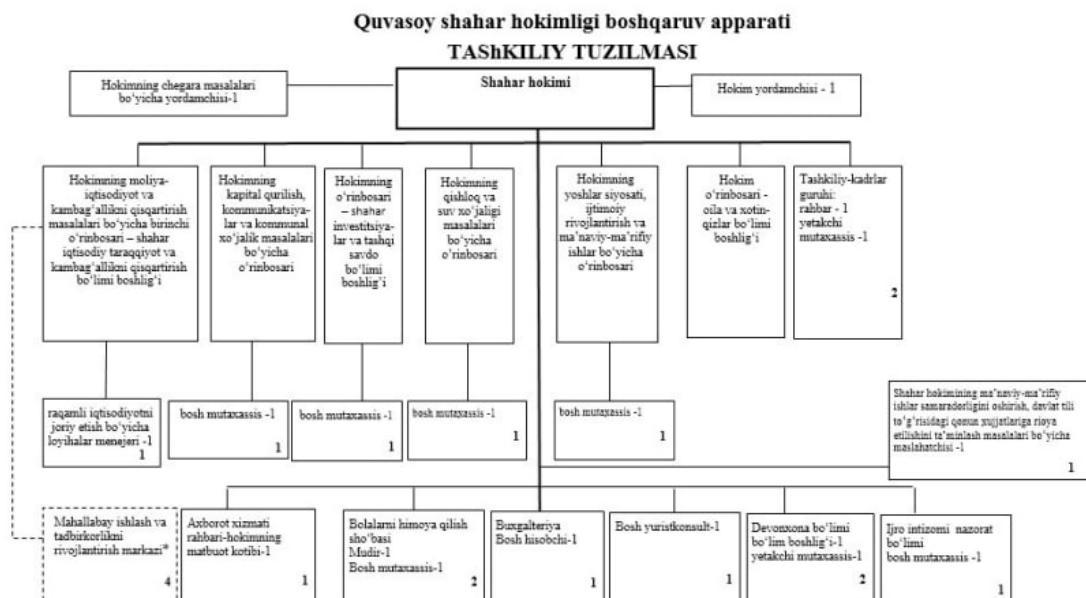 Quvasoy shahar hokimligi boshqaruv apparati
TAShKILIY TUZILMASI
Hokimning chegara masalalari
bo‘yicha yordamchisi-1
Shahar hokimi
Hokim yordamchisi - 1
Hokimning moliya-
iqtisodiyot va
kambag‘allikni qisqartirish
masalalari bo‘yicha birinchi
o‘rinbosari – shahar
iqtisodiy taraqqiyot va
kambag‘allikni qisqartirish
bo‘limi boshlig‘i
Hokimning
kapital qurilish,
kommunikatsiya-
lar va kommunal
xo‘jalik masalalari
bo‘yicha
o‘rinbosari
Hokimning
o‘rinbosari
– shahar
investitsiya-
lar va tashqi
savdo
bo‘limi
boshlig‘i
Hokimning
qishloq va
suv xo‘jaligi
masalalari
bo‘yicha
o‘rinbosari
Hokimning
yoshlar siyosati,
ijtimoiy
rivojlantirish va
ma’naviy-ma’rifiy
ishlar bo‘yicha
o‘rinbosari
Hokim
o‘rinbosari -
oila va xotin-
qizlar bo‘limi
boshlig‘i
Tashkiliy-kadrlar
guruhi:
rahbar - 1
yetakchi
mutaxassis -1
2
raqamli iqtisodiyotni
joriy etish bo‘yicha
loyihalar menejeri -1
1
bosh mutaxassis -1
1
bosh mutaxassis -1
1
bosh mutaxassis -1
1
bosh mutaxassis -1
1
Shahar hokimining ma’naviy-ma’rifiy
ishlar samaradorligini oshirish, davlat tili
to‘g‘risidagi qonun xujjatlariga rioya
etilishini ta’minlash masalalari bo‘yicha
maslahatchisi -1
1
Mahallabay ishlash va
tadbirkorlikni
rivojlantirish markazi*
4
Axborot xizmati
rahbari-hokimning
matbuot kotibi-1
1
Bolalarni himoya qilish
sho‘basi
Mudir-1
Bosh mutaxassis-1
2
Buxgalteriya
Bosh hisobchi-1
1
Bosh yuristkonsult-1
1
Devonxona bo‘limi
bo‘lim boshlig‘i-1
yetakchi mutaxassis-1
2
Ijro intizomi nazorat
bo‘limi
bosh mutaxassis -1
1